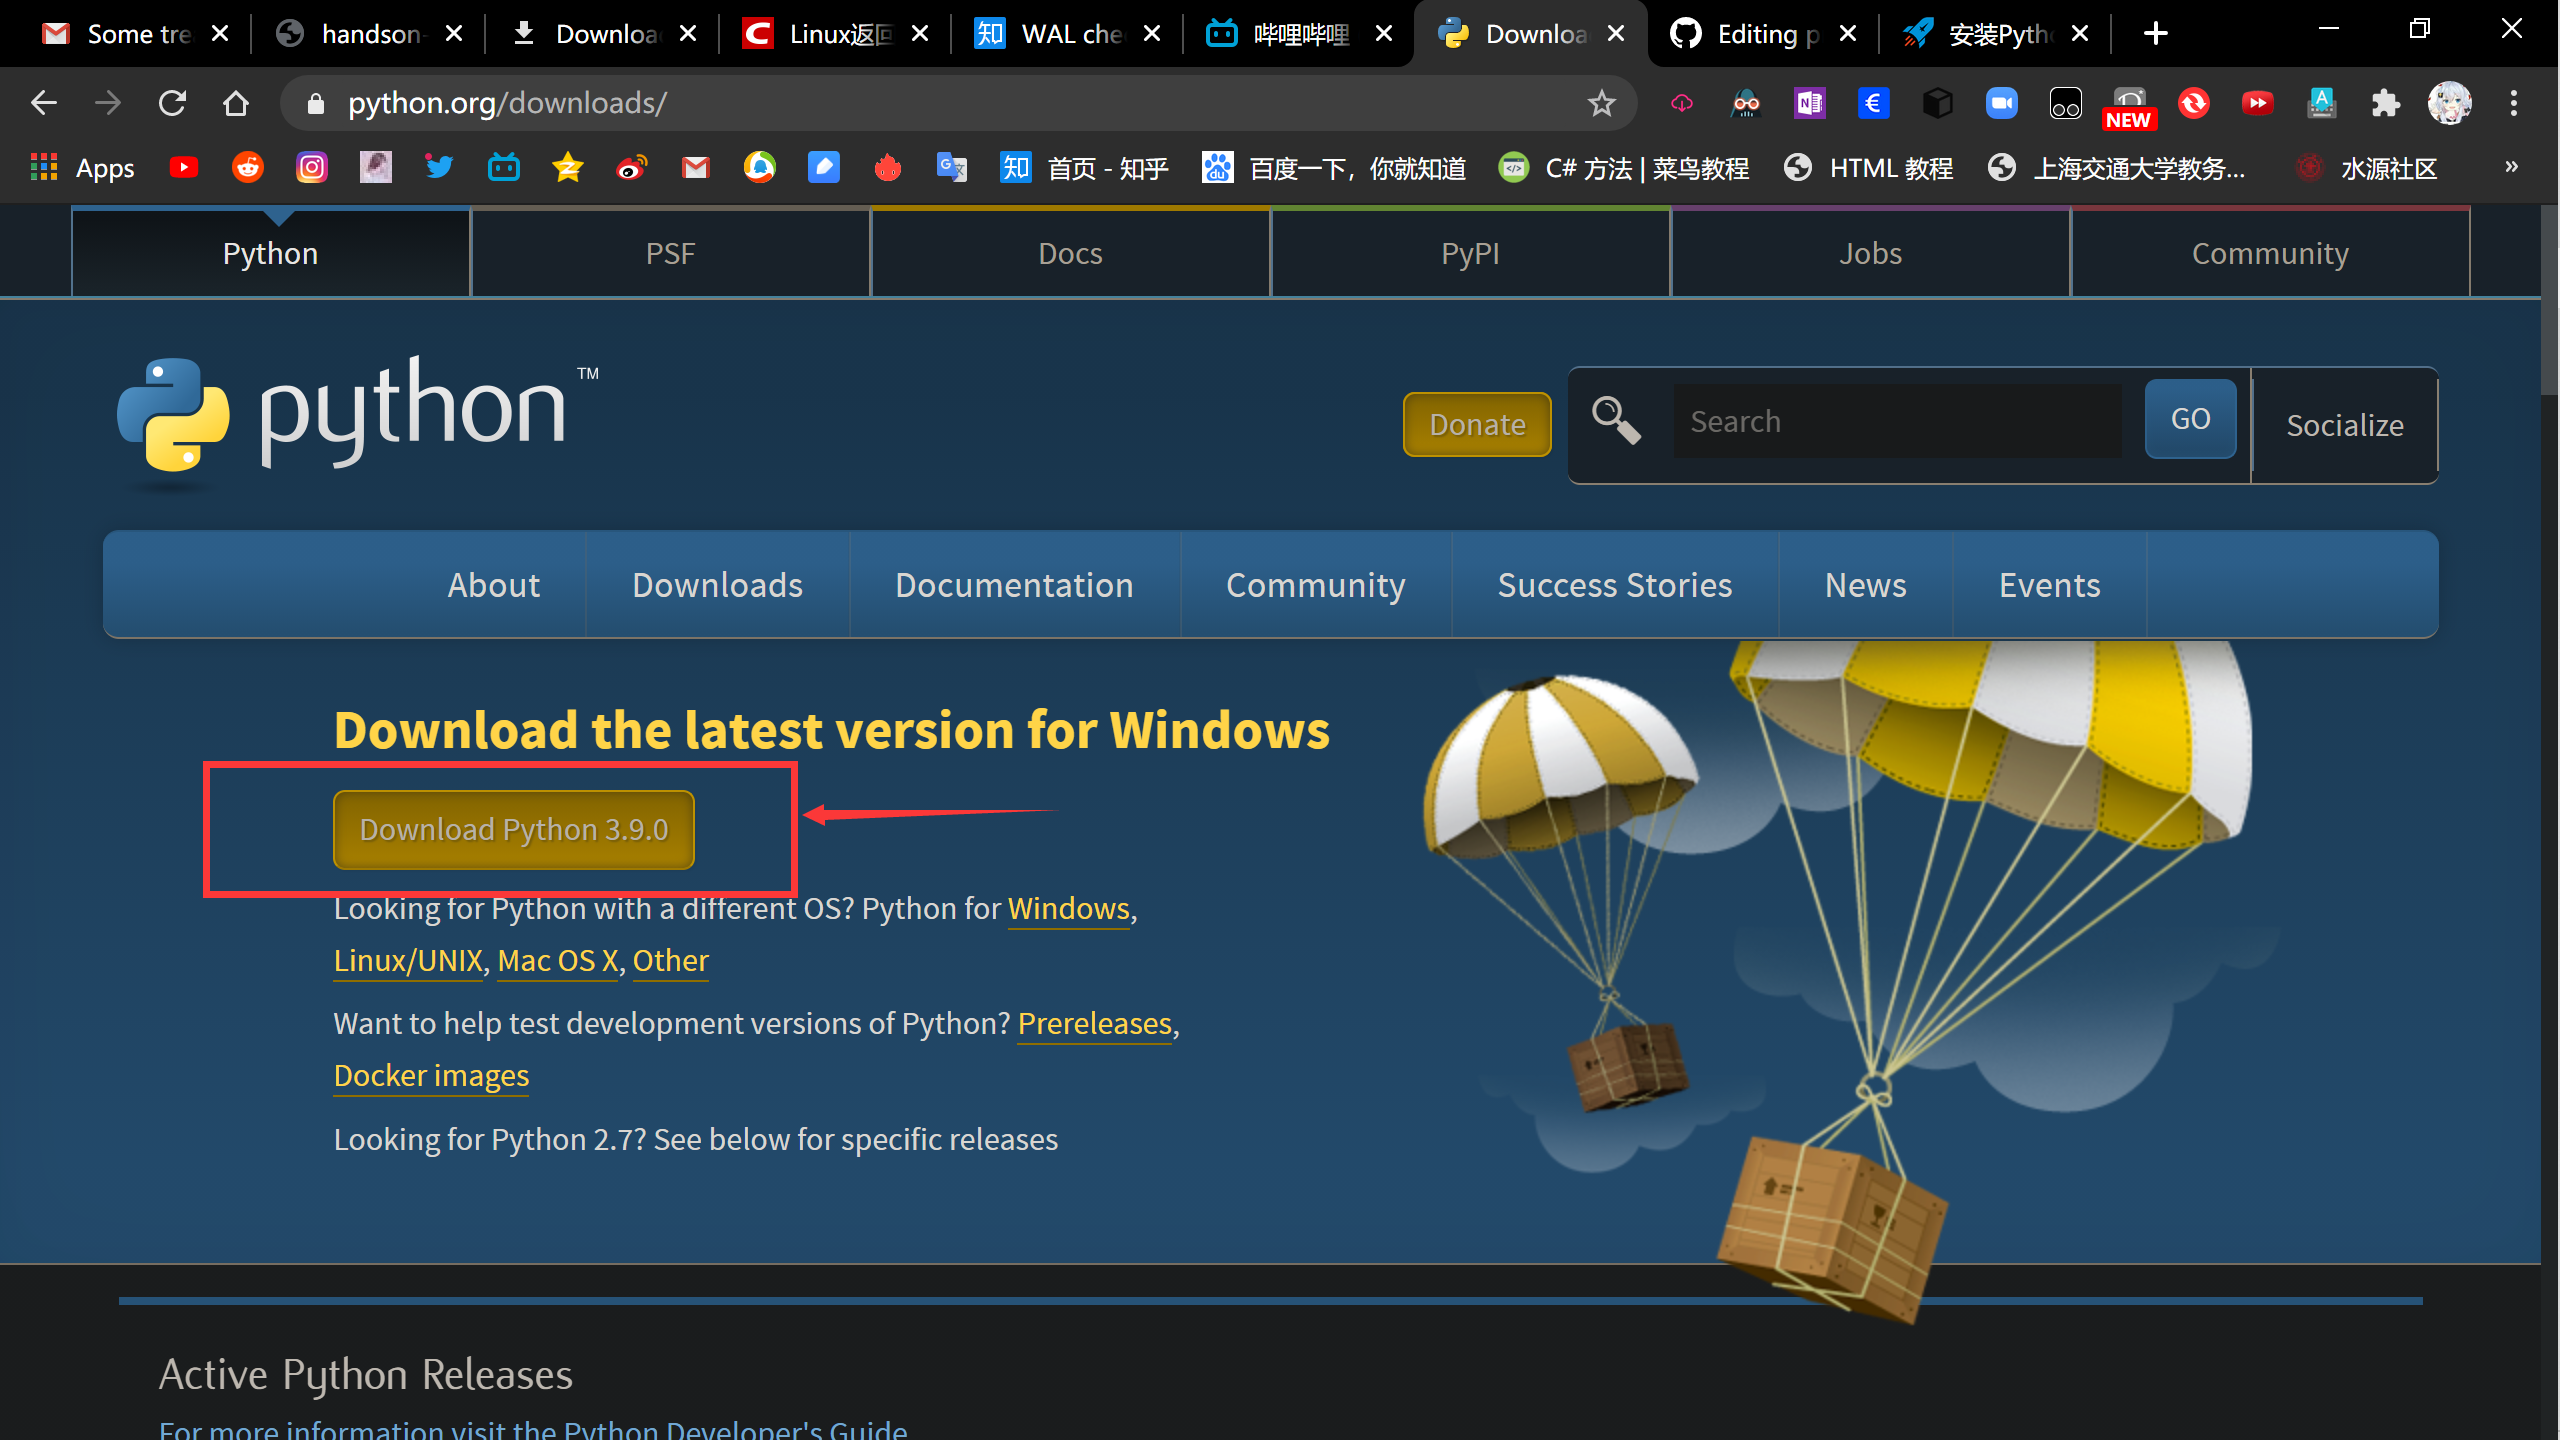 Some tre
handson-
Downloa
Linux返回
WAL che
哔哩哔哩
Downloa
Editing p
安装Pyth
python.org/downloads/
NEW
Apps
首页 - 知乎
百度一下，你就知道
C# 方法 | 菜鸟教程
HTML 教程
上海交通大学教务...
水源社区
Python
PSF
Docs
PyPI
Jobs
Community
python™
Donate
Search
GO
Socialize
About
Downloads
Documentation
Community
Success Stories
News
Events
Download the latest version for Windows
Download Python 3.9.0
Looking for Python with a different OS? Python for Windows,
Linux/UNIX, Mac OS X, Other
Want to help test development versions of Python? Prereleases,
Docker images
Looking for Python 2.7? See below for specific releases
Active Python Releases
For more information visit the Python Developer's Guide